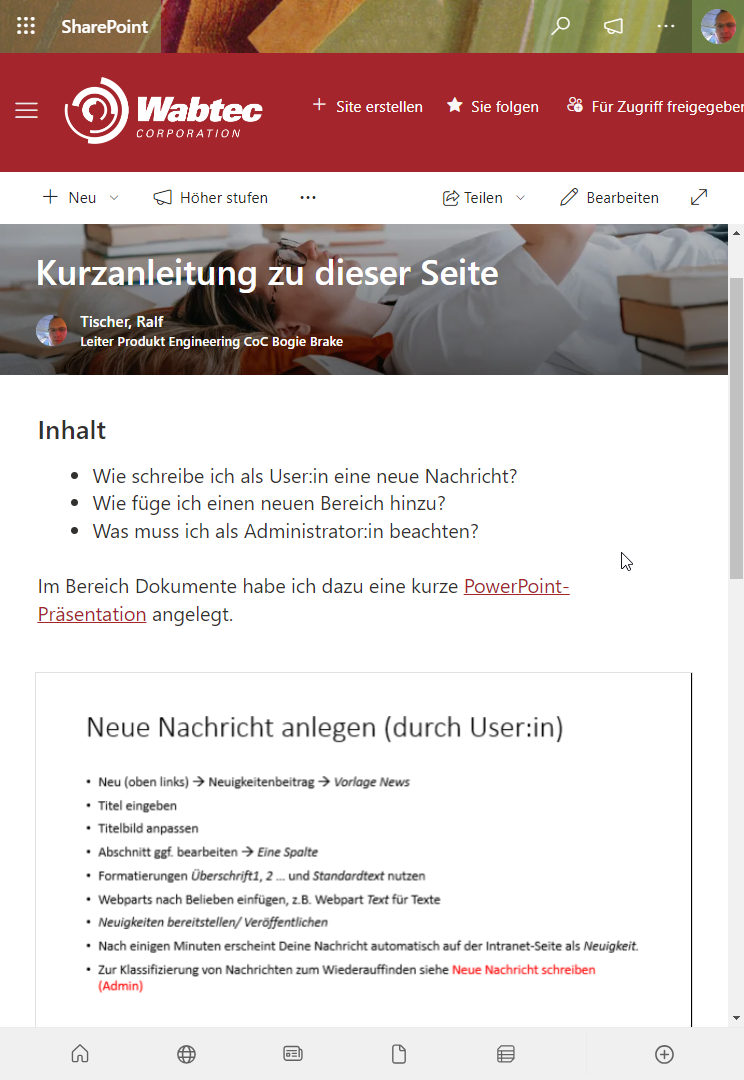 SharePoint
Wabtec
CORPORATION
Site erstellen
Sie folgen
Für Zugriff freigegeben
Neu
Höher stufen
Teilen
Bearbeiten
Kurzanleitung zu dieser Seite
Tischer, Ralf
Leiter Produkt Engineering CoC Bogie Brake
Inhalt
• Wie schreibe ich als User:in eine neue Nachricht?
• Wie füge ich einen neuen Bereich hinzu?
• Was muss ich als Administrator:in beachten?
Im Bereich Dokumente habe ich dazu eine kurze PowerPoint-
Präsentation angelegt.
Neue Nachricht anlegen (durch User:in)
• Neu (oben links) → Neuigkeitenbeitrag → Vorlage News
• Titel eingeben
• Titelbild anpassen
• Abschnitt ggf. bearbeiten → Eine Spalte
• Formatierungen Überschrift1, 2 ... und Standardtext nutzen
• Webparts nach Belieben einfügen, z.B. Webpart Text für Texte
• Neuigkeiten bereitstellen/ Veröffentlichen
• Nach einigen Minuten erscheint Deine Nachricht automatisch auf der Intranet-Seite als Neuigkeit.
• Zur Klassifizierung von Nachrichten zum Wiederauffinden siehe Neue Nachricht schreiben
(Admin)